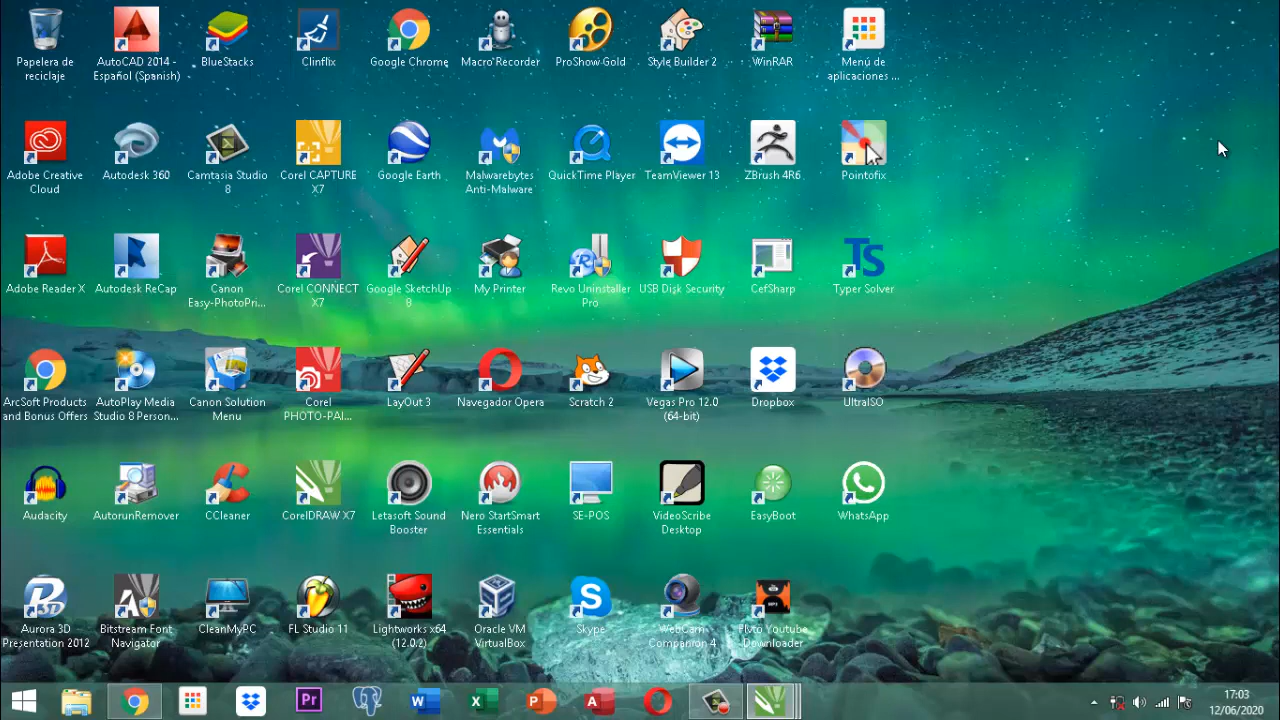 Papelera de
reciclaje
AutoCAD 2014 -
Español (Spanish)
BlueStacks
Clinflix
Google Chrome
Macro Recorder
ProShow Gold
Style Builder 2
WinRAR
Menú de
aplicaciones ...
Adobe Creative
Cloud
Autodesk 360
Camtasia Studio
8
Corel CAPTURE
X7
Google Earth
Malwarebytes
Anti-Malware
QuickTime Player
TeamViewer 13
ZBrush 4R6
Pointofix
Adobe Reader X
Autodesk ReCap
Canon
Easy-PhotoPri...
Corel CONNECT
X7
Google SketchUp
8
My Printer
Revo Uninstaller
Pro
USB Disk Security
CefSharp
TS
Typer Solver
ArcSoft Products
and Bonus Offers
AutoPlay Media
Studio 8 Person...
Canon Solution
Menu
Corel
PHOTO-PAI...
LayOut 3
Navegador Opera
Scratch 2
Vegas Pro 12.0
(64-bit)
Dropbox
UltraISO
Audacity
AutorunRemover
CCleaner
CorelDRAW X7
Letasoft Sound
Booster
Nero StartSmart
Essentials
SE-POS
VideoScribe
Desktop
EasyBoot
WhatsApp
Aurora 3D
Presentation 2012
Bitstream Font
Navigator
CleanMyPC
FL Studio 11
Lightworks x64
(12.0.2)
Oracle VM
VirtualBox
Skype
WebCam
Companion 4
Flvto Youtube
Downloader
Pr
W
X
P
A
17:03
12/06/2020